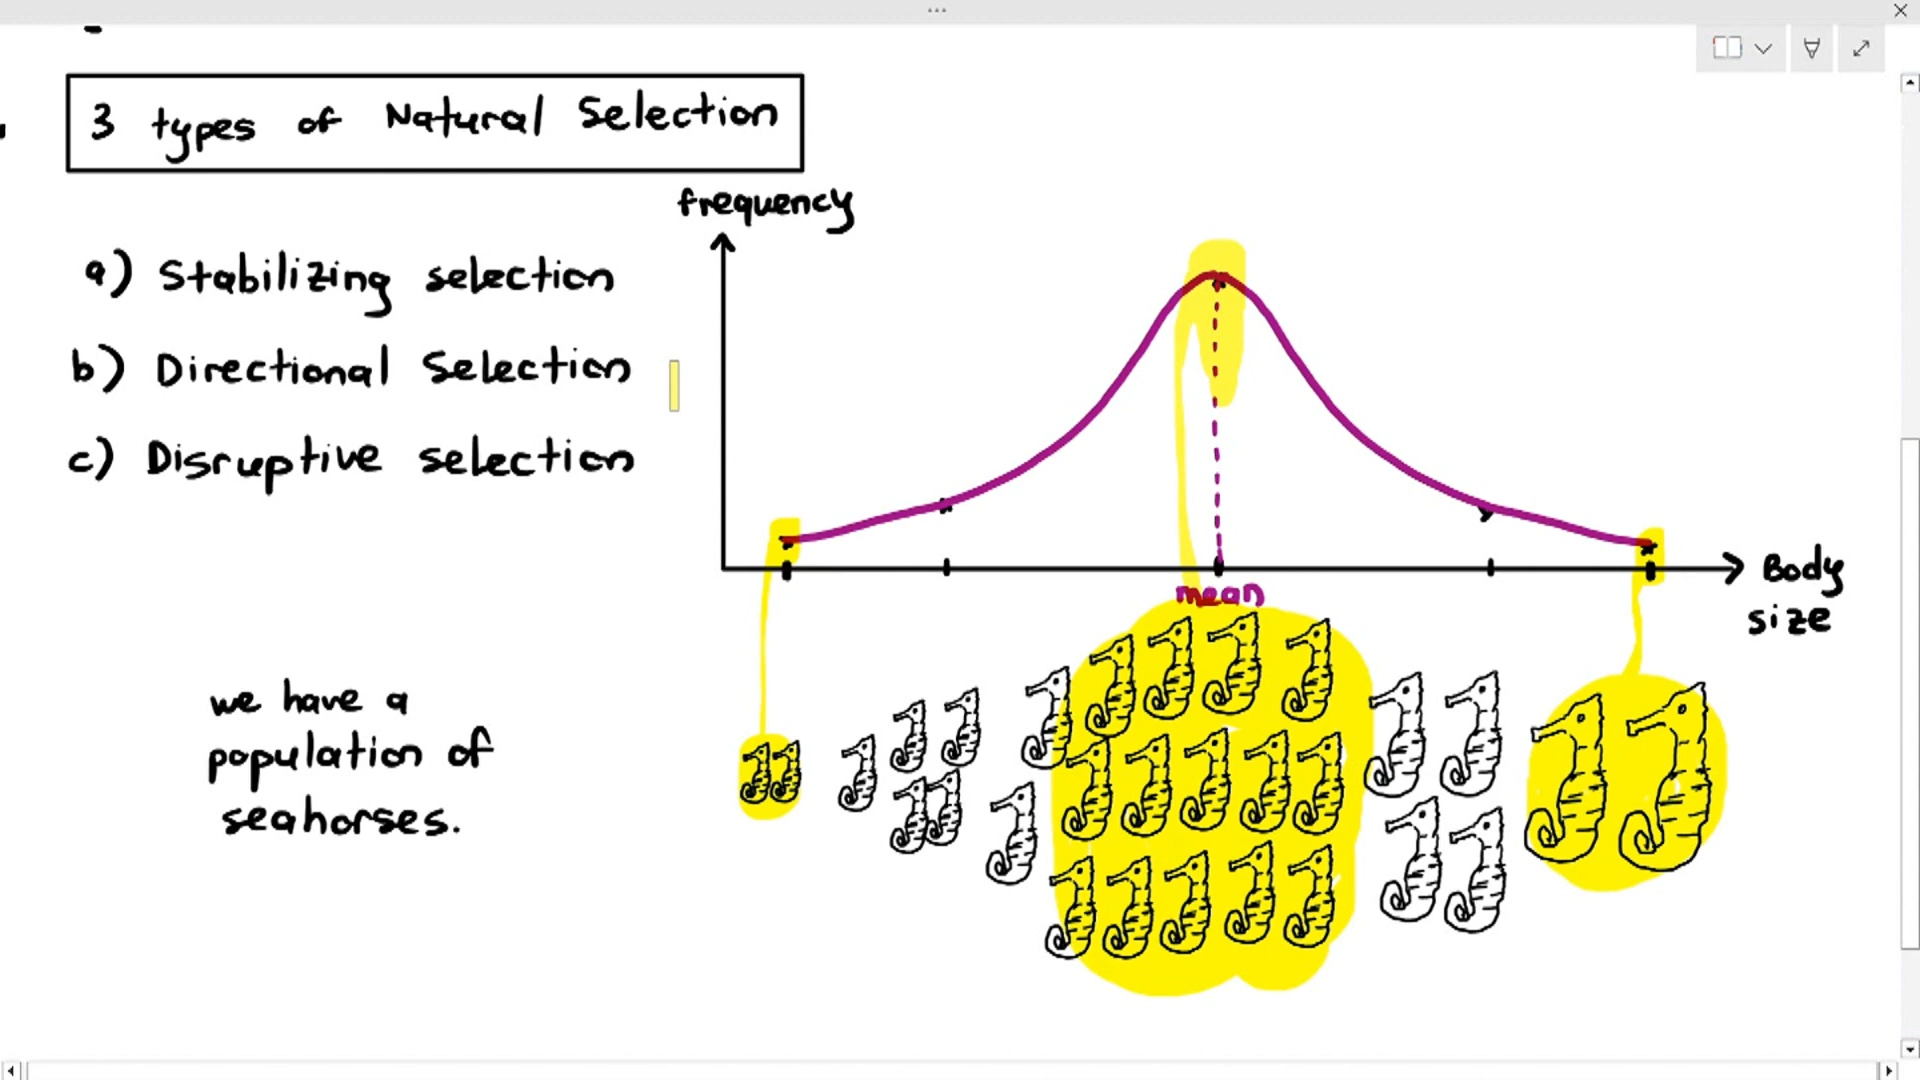 3 types of Natural Selection
frequency
a) Stabilizing selection
b) Directional Selection
c) Disruptive selection
mean
Body
size
we have a
population of
seahorses.